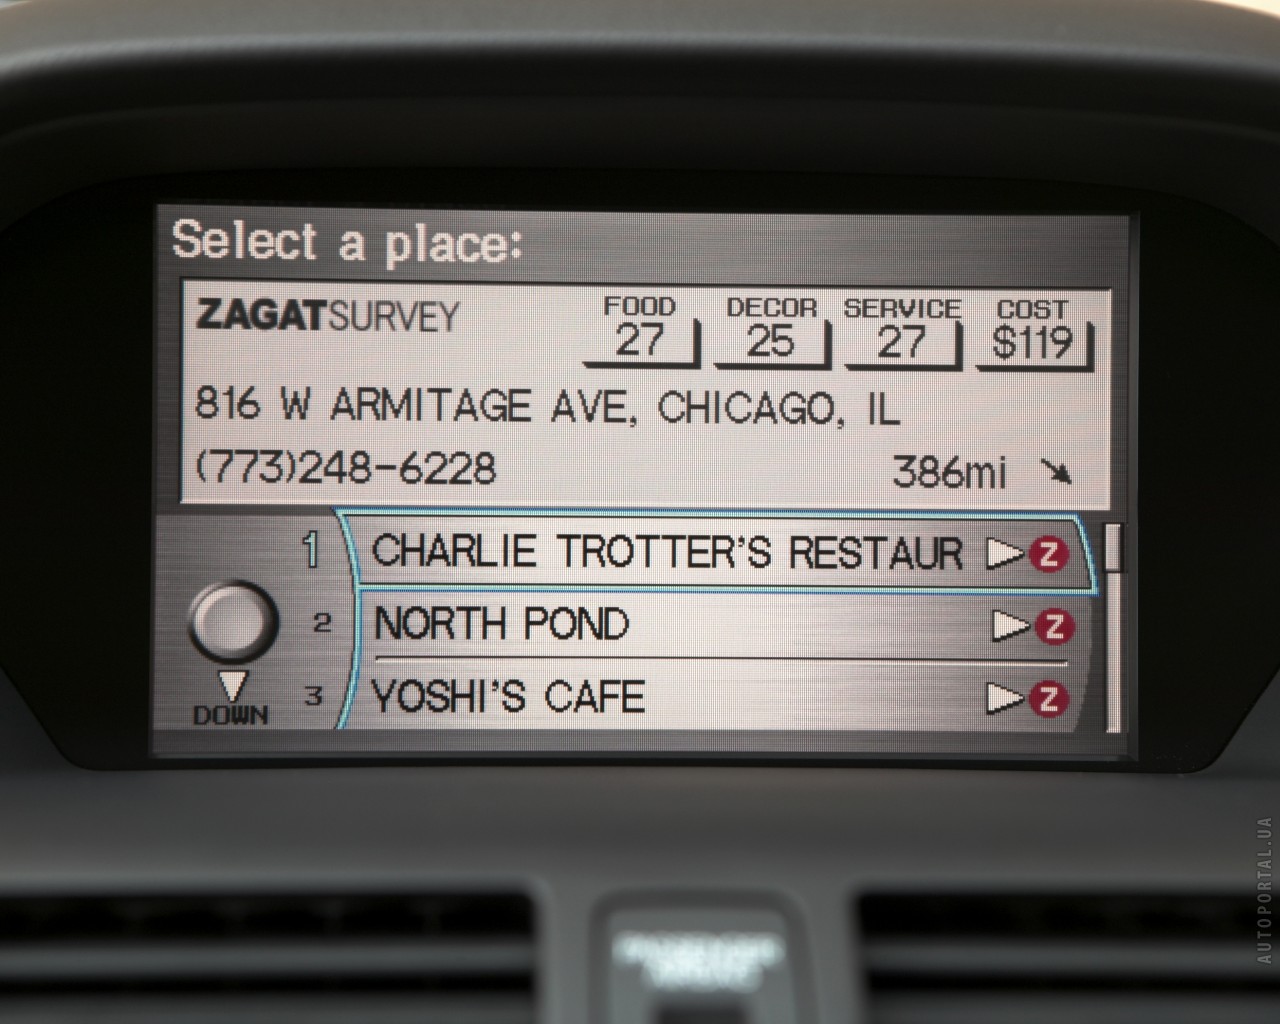 Select a place:
ZAGATSURVEY
FOOD DECOR SERVICE COST
27 25 27 $119
816 W ARMITAGE AVE, CHICAGO, IL
(773)248-6228 386mi
1 CHARLIE TROTTER'S RESTAUR Z
2 NORTH POND Z
3 YOSHI'S CAFE Z
DOWN
AUTOPORTAL.UA